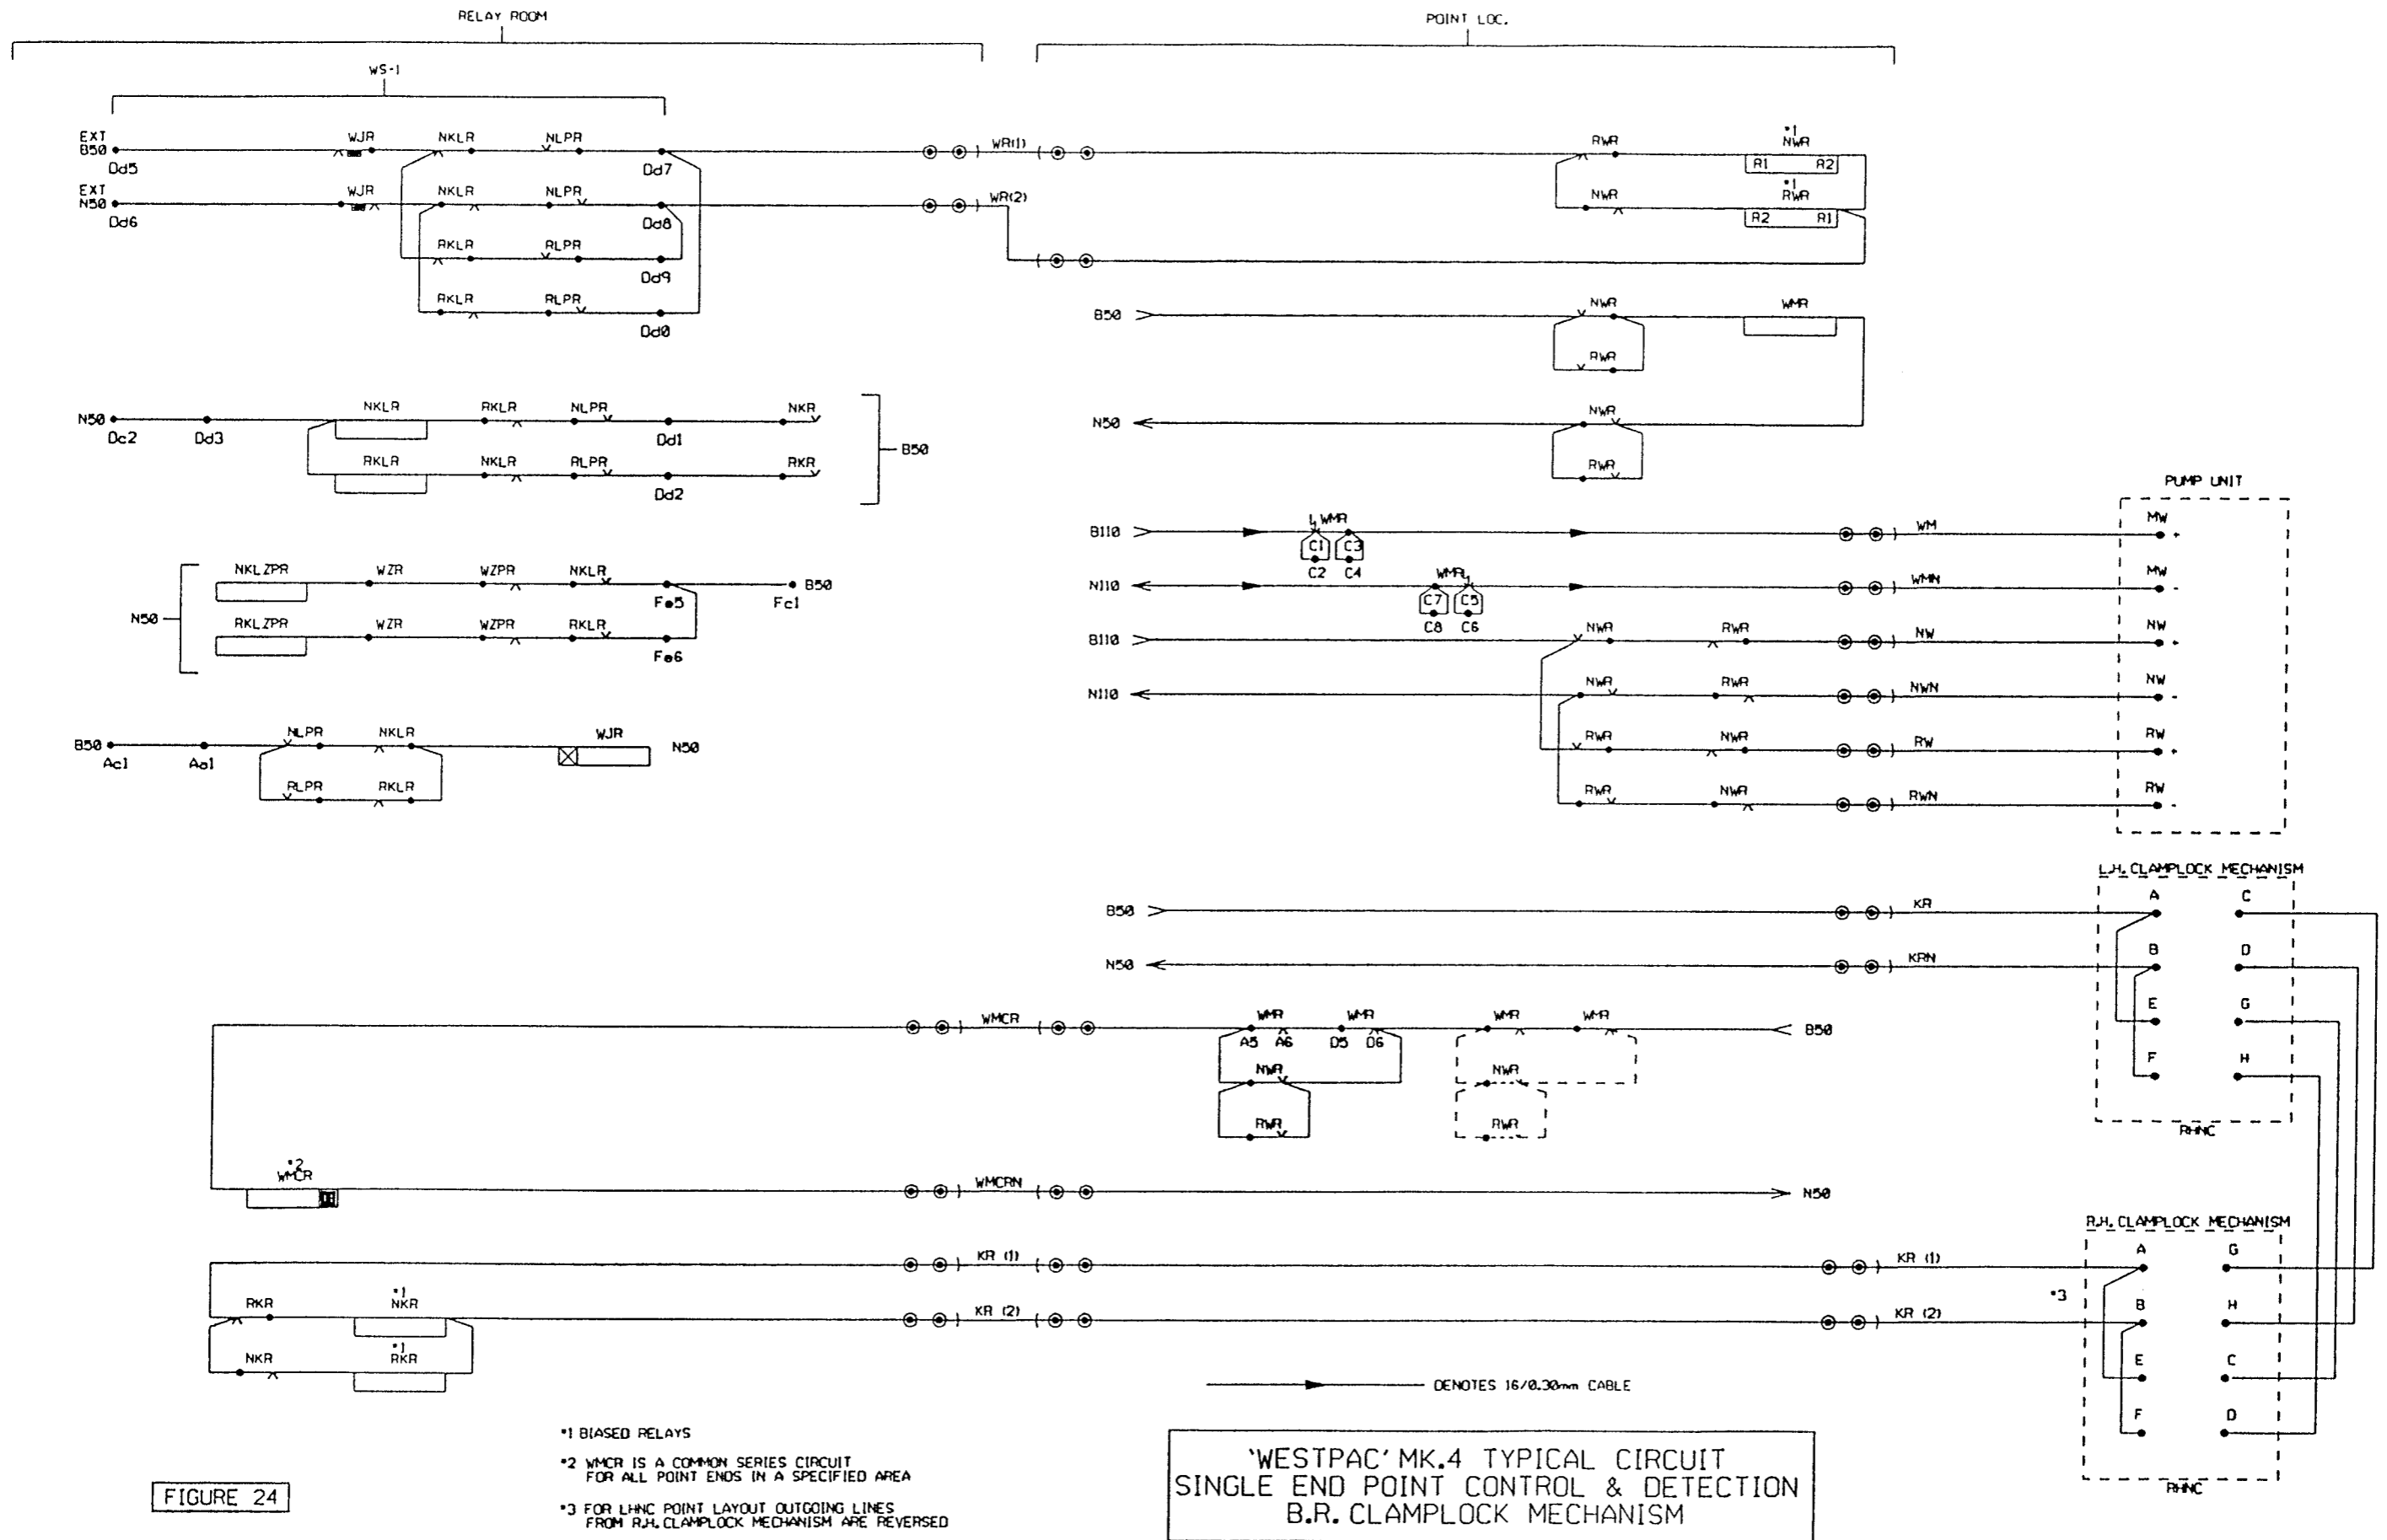 RELAY ROOM
POINT LOC.
WS-1
EXT B50 WJR NKLR NLPR WR(1) RWR *1 NWR
Dd5 Dd7 R1 R2
EXT N50 WJR NKLR NLPR WR(2) NWR *1 RWR
Dd6 Dd8 R2 R1
RKLR RLPR
Dd9
RKLR RLPR
Dd0
B50 NWR WMR
RWR
N50 NWR
RWR
N50 NKLR RKLR NLPR NKR
Dc2 Dd3 Dd1
B50
RKLR NKLR RLPR RKR
Dd2
PUMP UNIT
B110 WMR WM MW +
C1 C3
C2 C4
N110 WMR WMN MW -
C7 C5
C8 C6
B110 NWR RWR NW NW +
N110 NWR RWR NWN NW -
RWR NWR RW RW +
RWR NWR RWN RW -
NKLZPR WZR WZPR NKLR B50
Fe5 Fc1
N50
RKLZPR WZR WZPR RKLR
Fe6
B50 NLPR NKLR WJR N50
Ac1 Aa1
RLPR RKLR
L.H. CLAMPLOCK MECHANISM
B50 KR A C
N50 KRN B D
E G
F H
RHNC
WMCR WMR WMR WMR WMR B50
A5 A6 D5 D6
NWR NWR
RWR RWR
*2
WMCR WMCRN N50
R.H. CLAMPLOCK MECHANISM
KR (1) KR (1) A G
RKR *1 NKR KR (2) KR (2) *3 B H
NKR *1 RKR E C
F D
RHNC
DENOTES 16/0.30mm CABLE
*1 BIASED RELAYS
*2 WMCR IS A COMMON SERIES CIRCUIT
FOR ALL POINT ENDS IN A SPECIFIED AREA
*3 FOR LHNC POINT LAYOUT OUTGOING LINES
FROM R.H. CLAMPLOCK MECHANISM ARE REVERSED
FIGURE 24
'WESTPAC' MK.4 TYPICAL CIRCUIT
SINGLE END POINT CONTROL & DETECTION
B.R. CLAMPLOCK MECHANISM